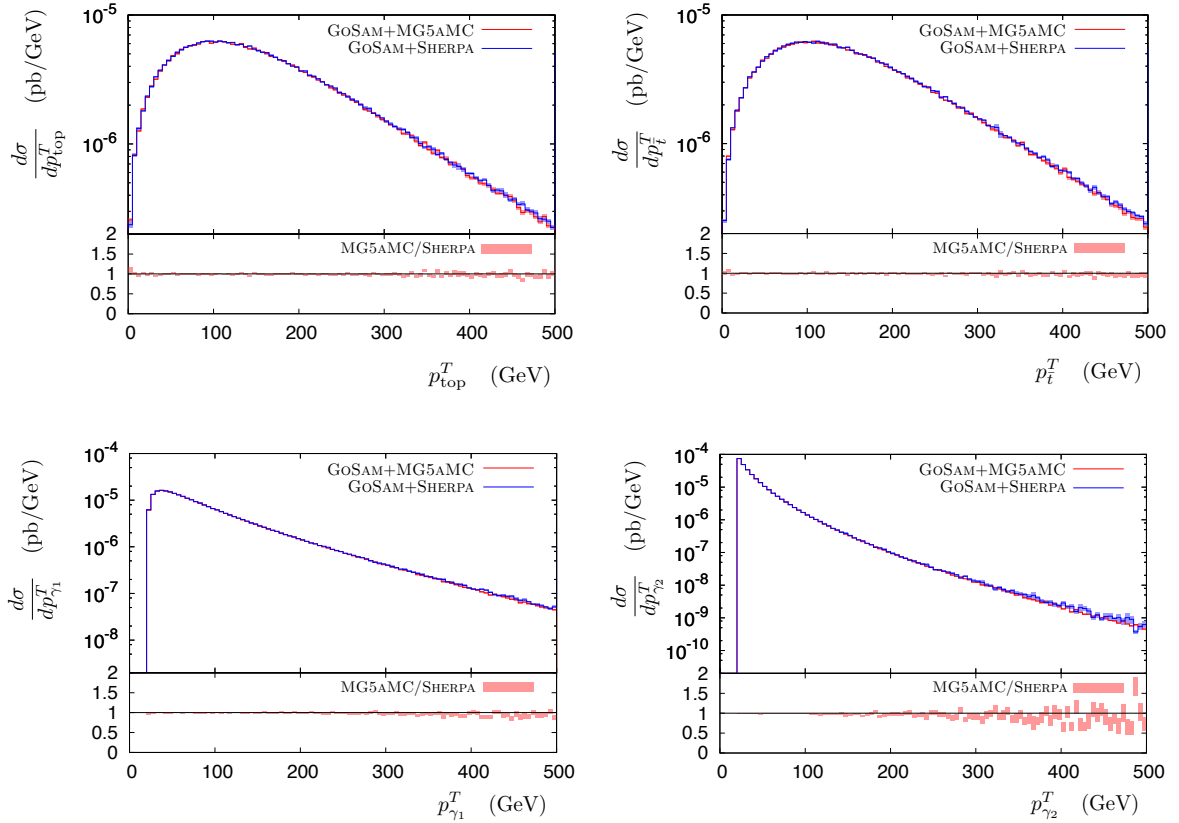 10⁻⁵
10⁻⁶
(pb/GeV)
dσ
dp^T_top
GoSam+MG5aMC
GoSam+Sherpa
2
1.5
1
0.5
0
MG5aMC/Sherpa
0 100 200 300 400 500
p^T_top (GeV)
10⁻⁵
10⁻⁶
(pb/GeV)
dσ
dp^T_t̄
GoSam+MG5aMC
GoSam+Sherpa
2
1.5
1
0.5
0
MG5aMC/Sherpa
0 100 200 300 400 500
p^T_t̄ (GeV)
10⁻⁴
10⁻⁵
10⁻⁶
10⁻⁷
10⁻⁸
(pb/GeV)
dσ
dp^T_γ₁
GoSam+MG5aMC
GoSam+Sherpa
2
1.5
1
0.5
0
MG5aMC/Sherpa
0 100 200 300 400 500
p^T_γ₁ (GeV)
10⁻⁴
10⁻⁵
10⁻⁶
10⁻⁷
10⁻⁸
10⁻⁹
10⁻¹⁰
(pb/GeV)
dσ
dp^T_γ₂
GoSam+MG5aMC
GoSam+Sherpa
2
1.5
1
0.5
0
MG5aMC/Sherpa
0 100 200 300 400 500
p^T_γ₂ (GeV)